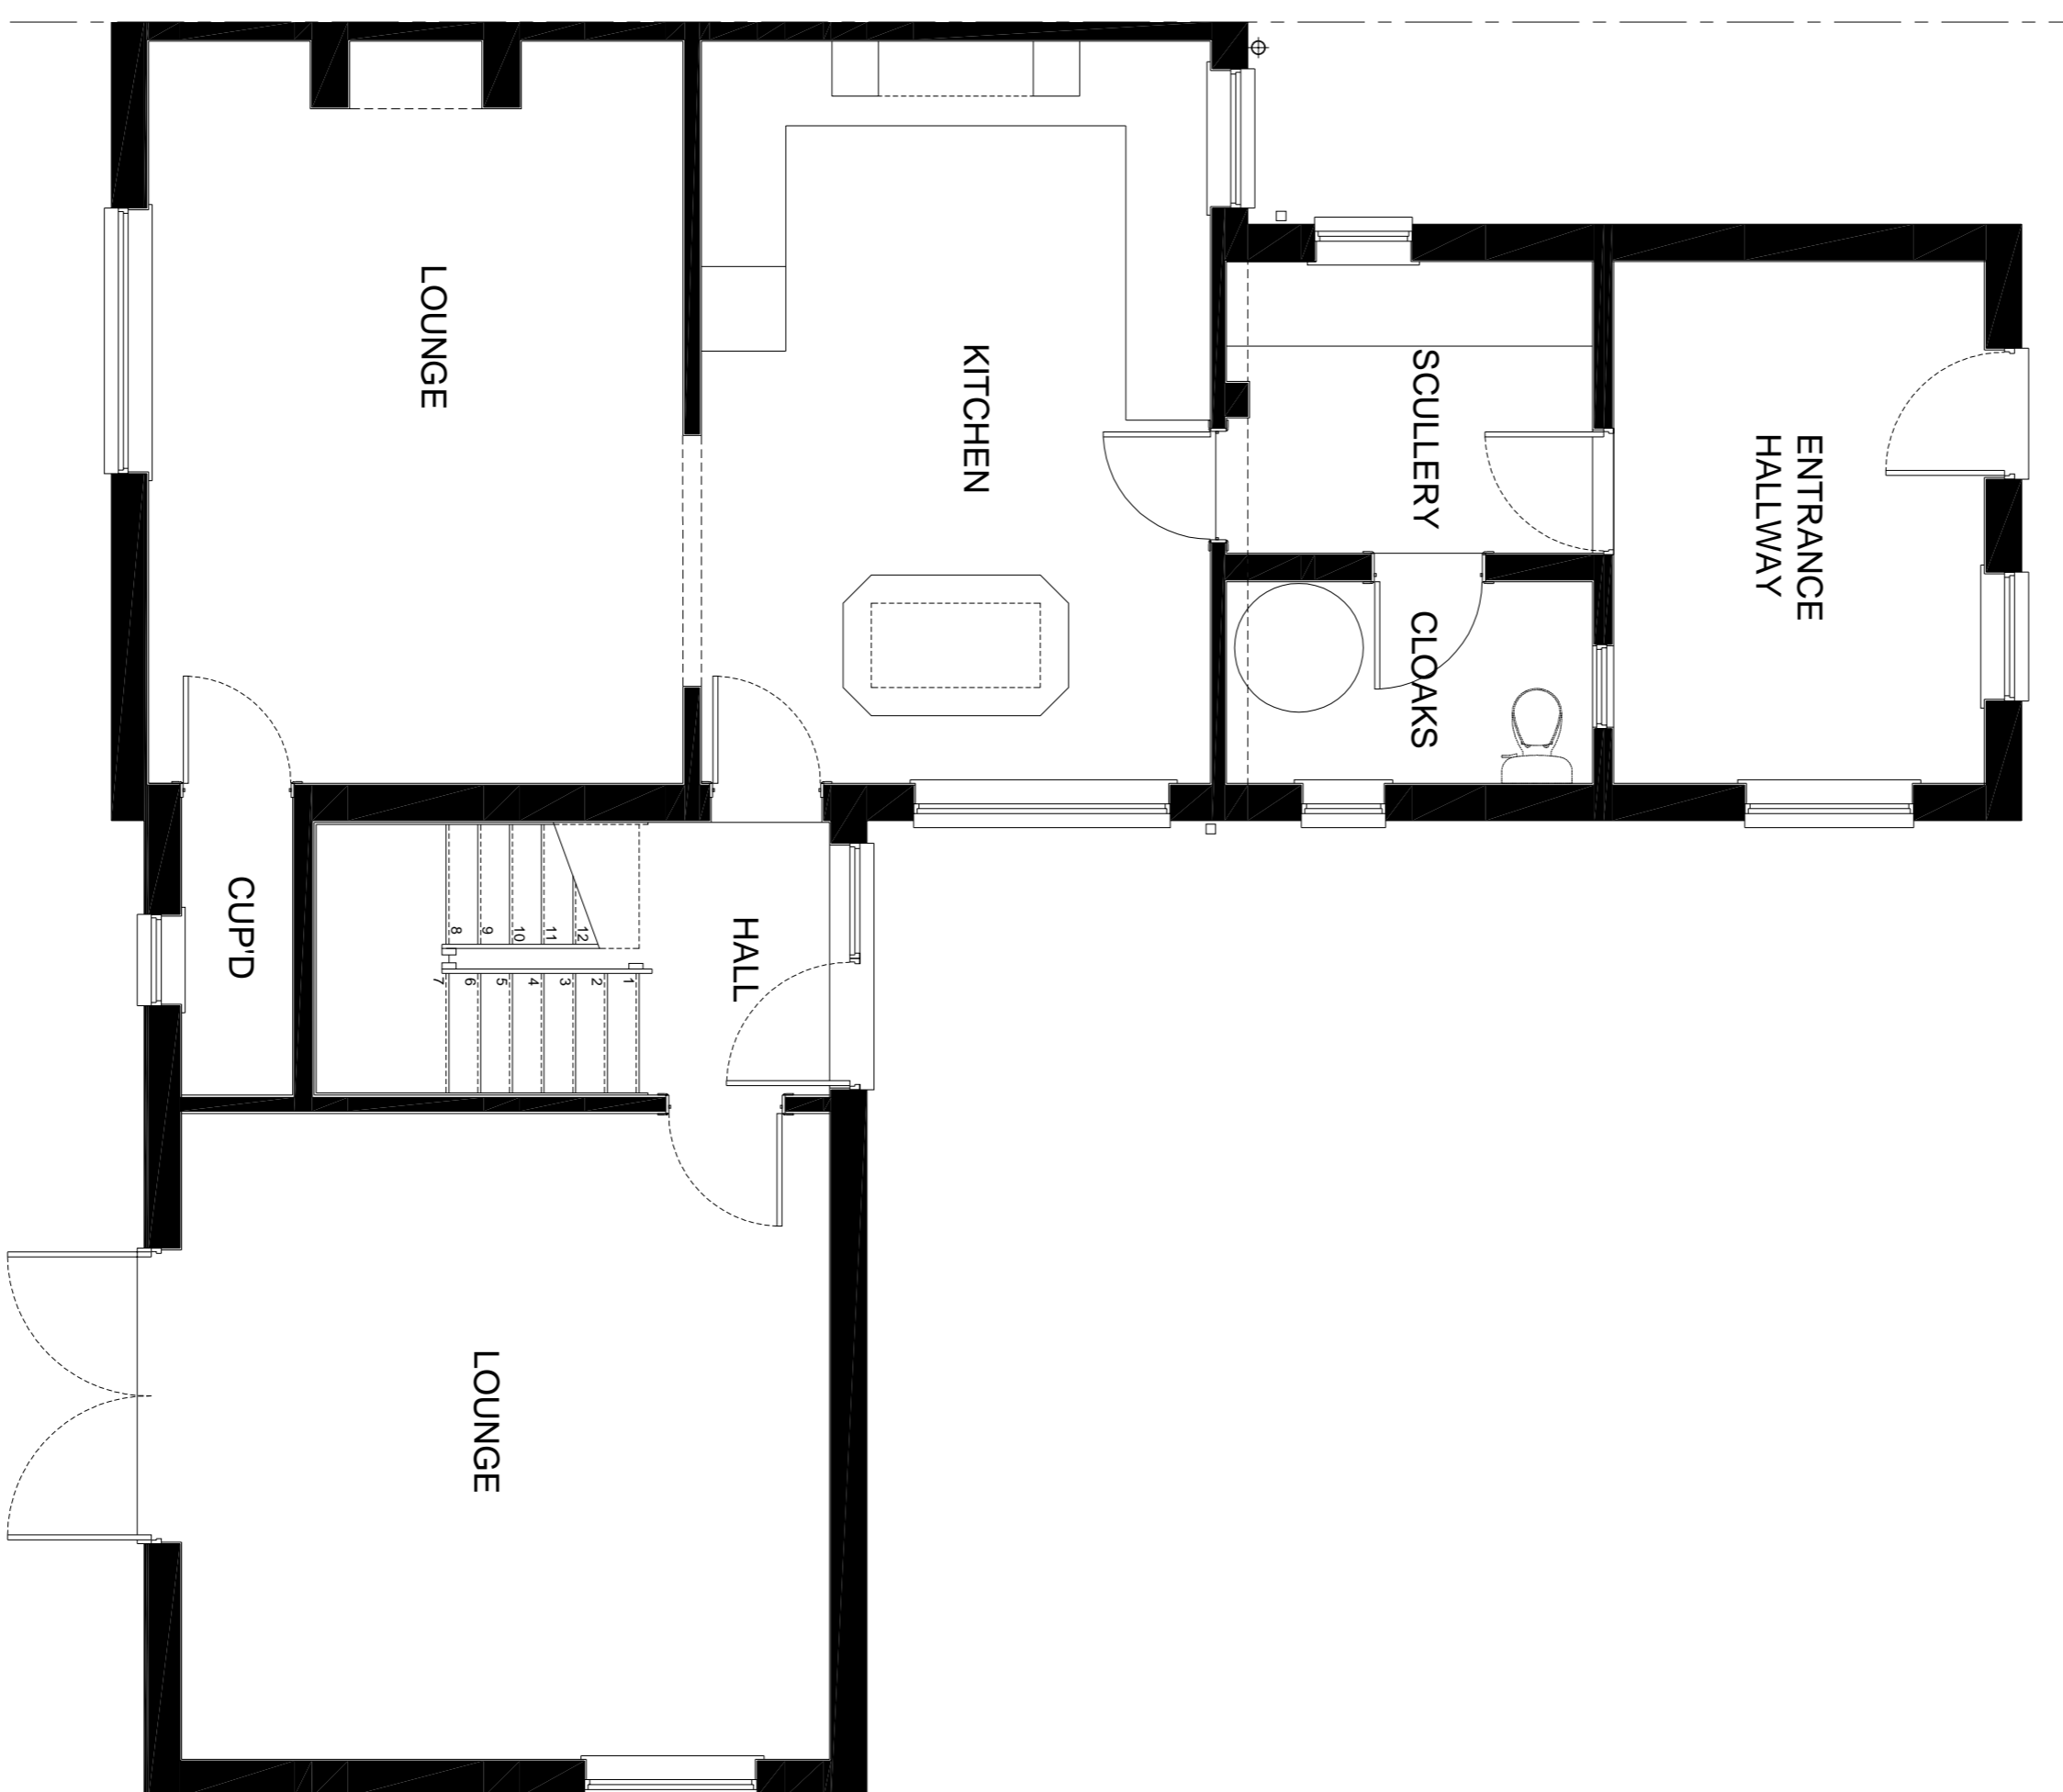 LOUNGE
KITCHEN
SCULLERY
ENTRANCE
HALLWAY
CLOAKS
CUP'D
HALL
8
9
10
11
12
7
6
5
4
3
2
1
LOUNGE